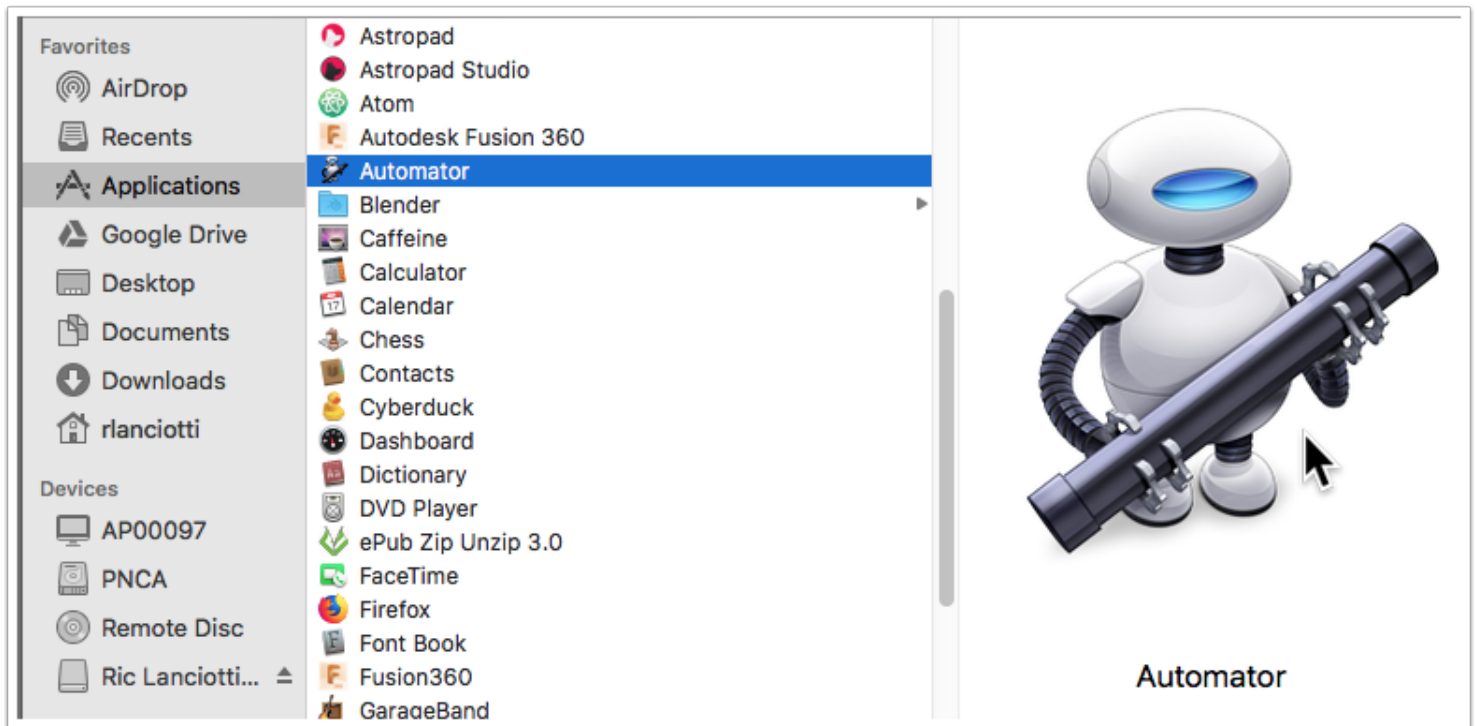 Favorites
AirDrop
Recents
Applications
Google Drive
Desktop
Documents
Downloads
rlanciotti
Devices
AP00097
PNCA
Remote Disc
Ric Lanciotti...
Astropad
Astropad Studio
Atom
Autodesk Fusion 360
Automator
Blender
Caffeine
Calculator
Calendar
Chess
Contacts
Cyberduck
Dashboard
Dictionary
DVD Player
ePub Zip Unzip 3.0
FaceTime
Firefox
Font Book
Fusion360
GarageBand
Automator